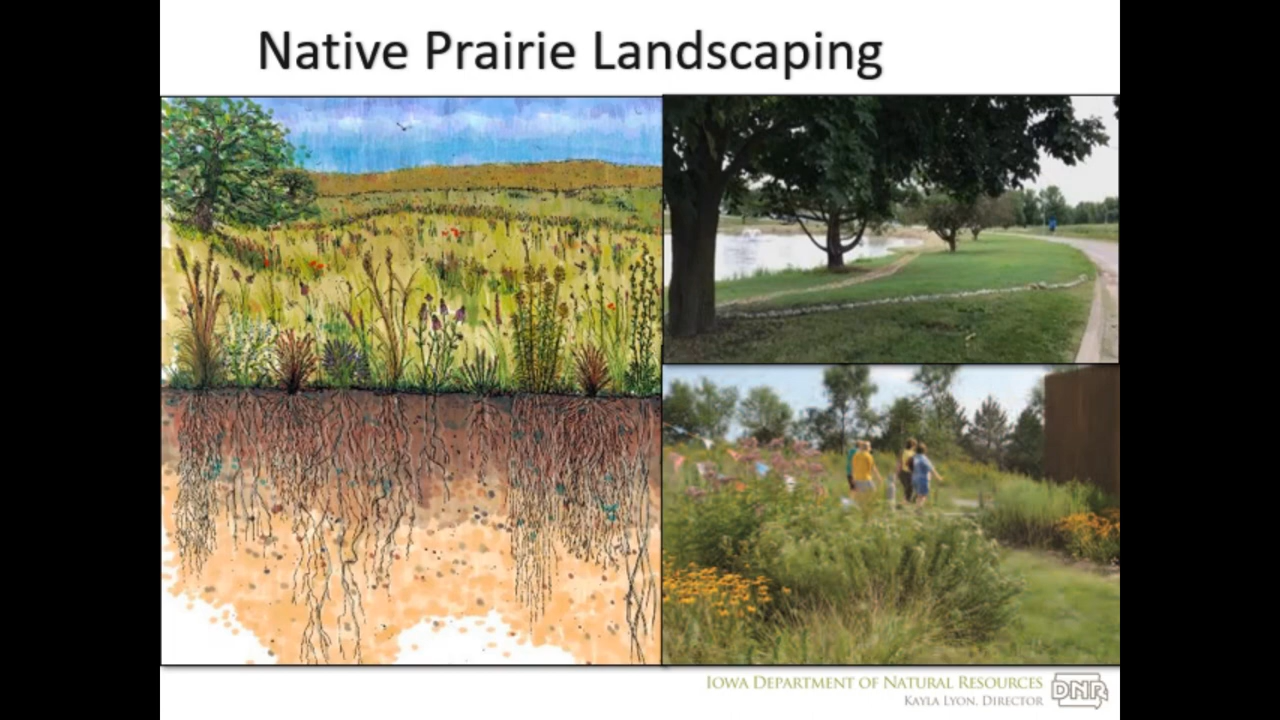 Native Prairie Landscaping
Iowa Department of Natural Resources
Kayla Lyon, Director
DNR